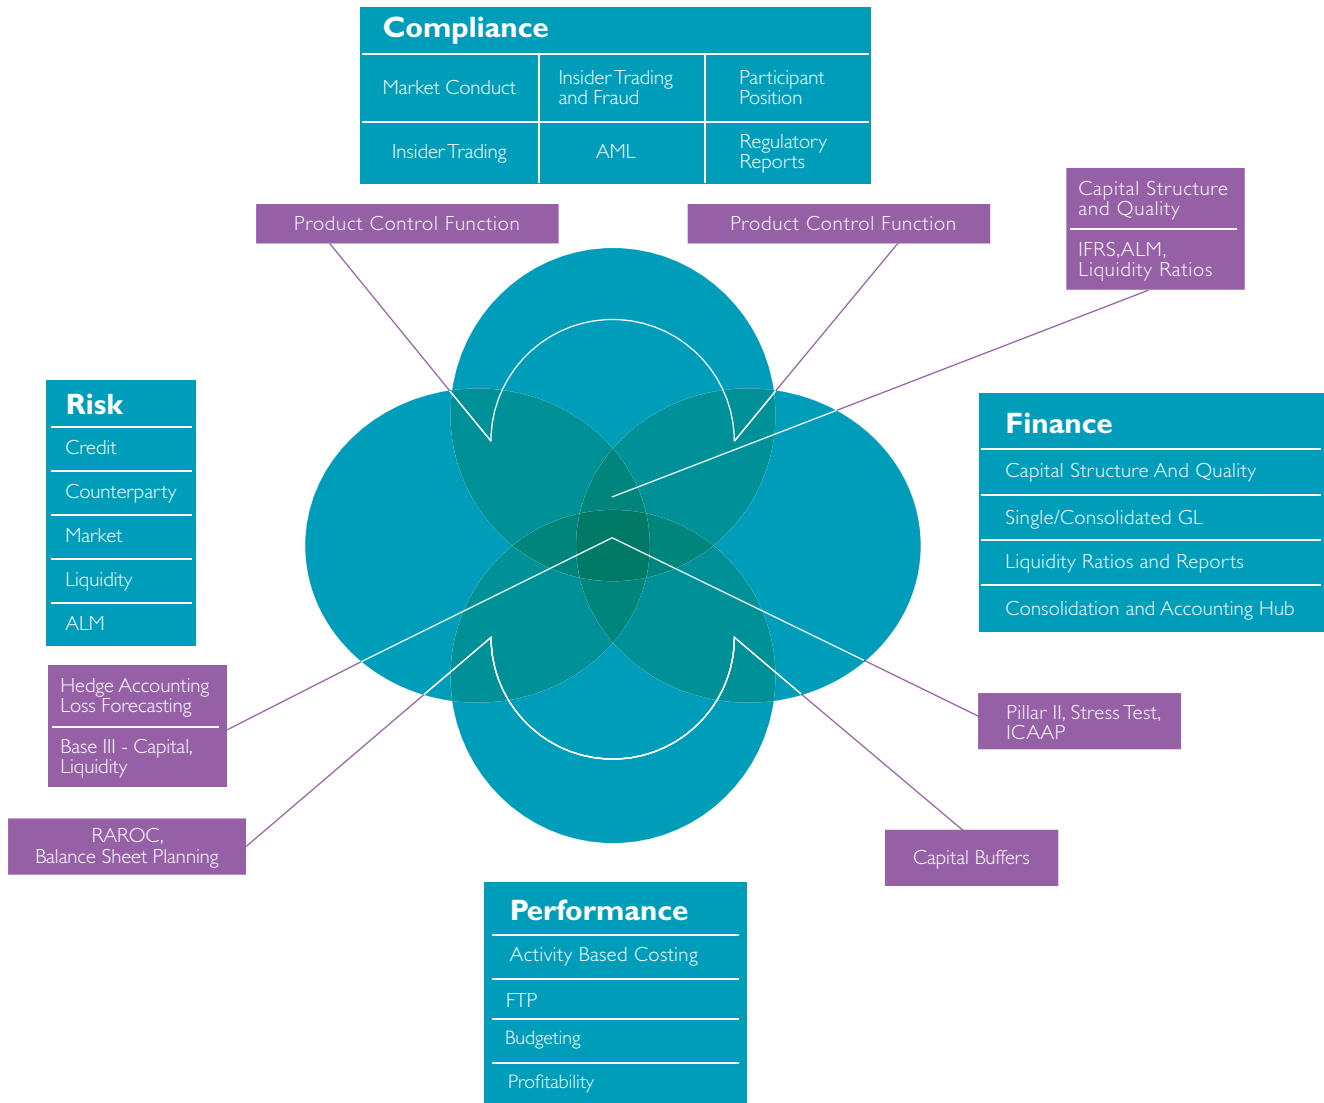 Compliance
Market Conduct
Insider Trading
and Fraud
Participant
Position
Insider Trading
AML
Regulatory
Reports
Product Control Function
Product Control Function
Capital Structure
and Quality
IFRS,ALM,
Liquidity Ratios
Risk
Credit
Counterparty
Market
Liquidity
ALM
Finance
Capital Structure And Quality
Single/Consolidated GL
Liquidity Ratios and Reports
Consolidation and Accounting Hub
Hedge Accounting
Loss Forecasting
Base III - Capital,
Liquidity
Pillar II, Stress Test,
ICAAP
RAROC,
Balance Sheet Planning
Capital Buffers
Performance
Activity Based Costing
FTP
Budgeting
Profitability